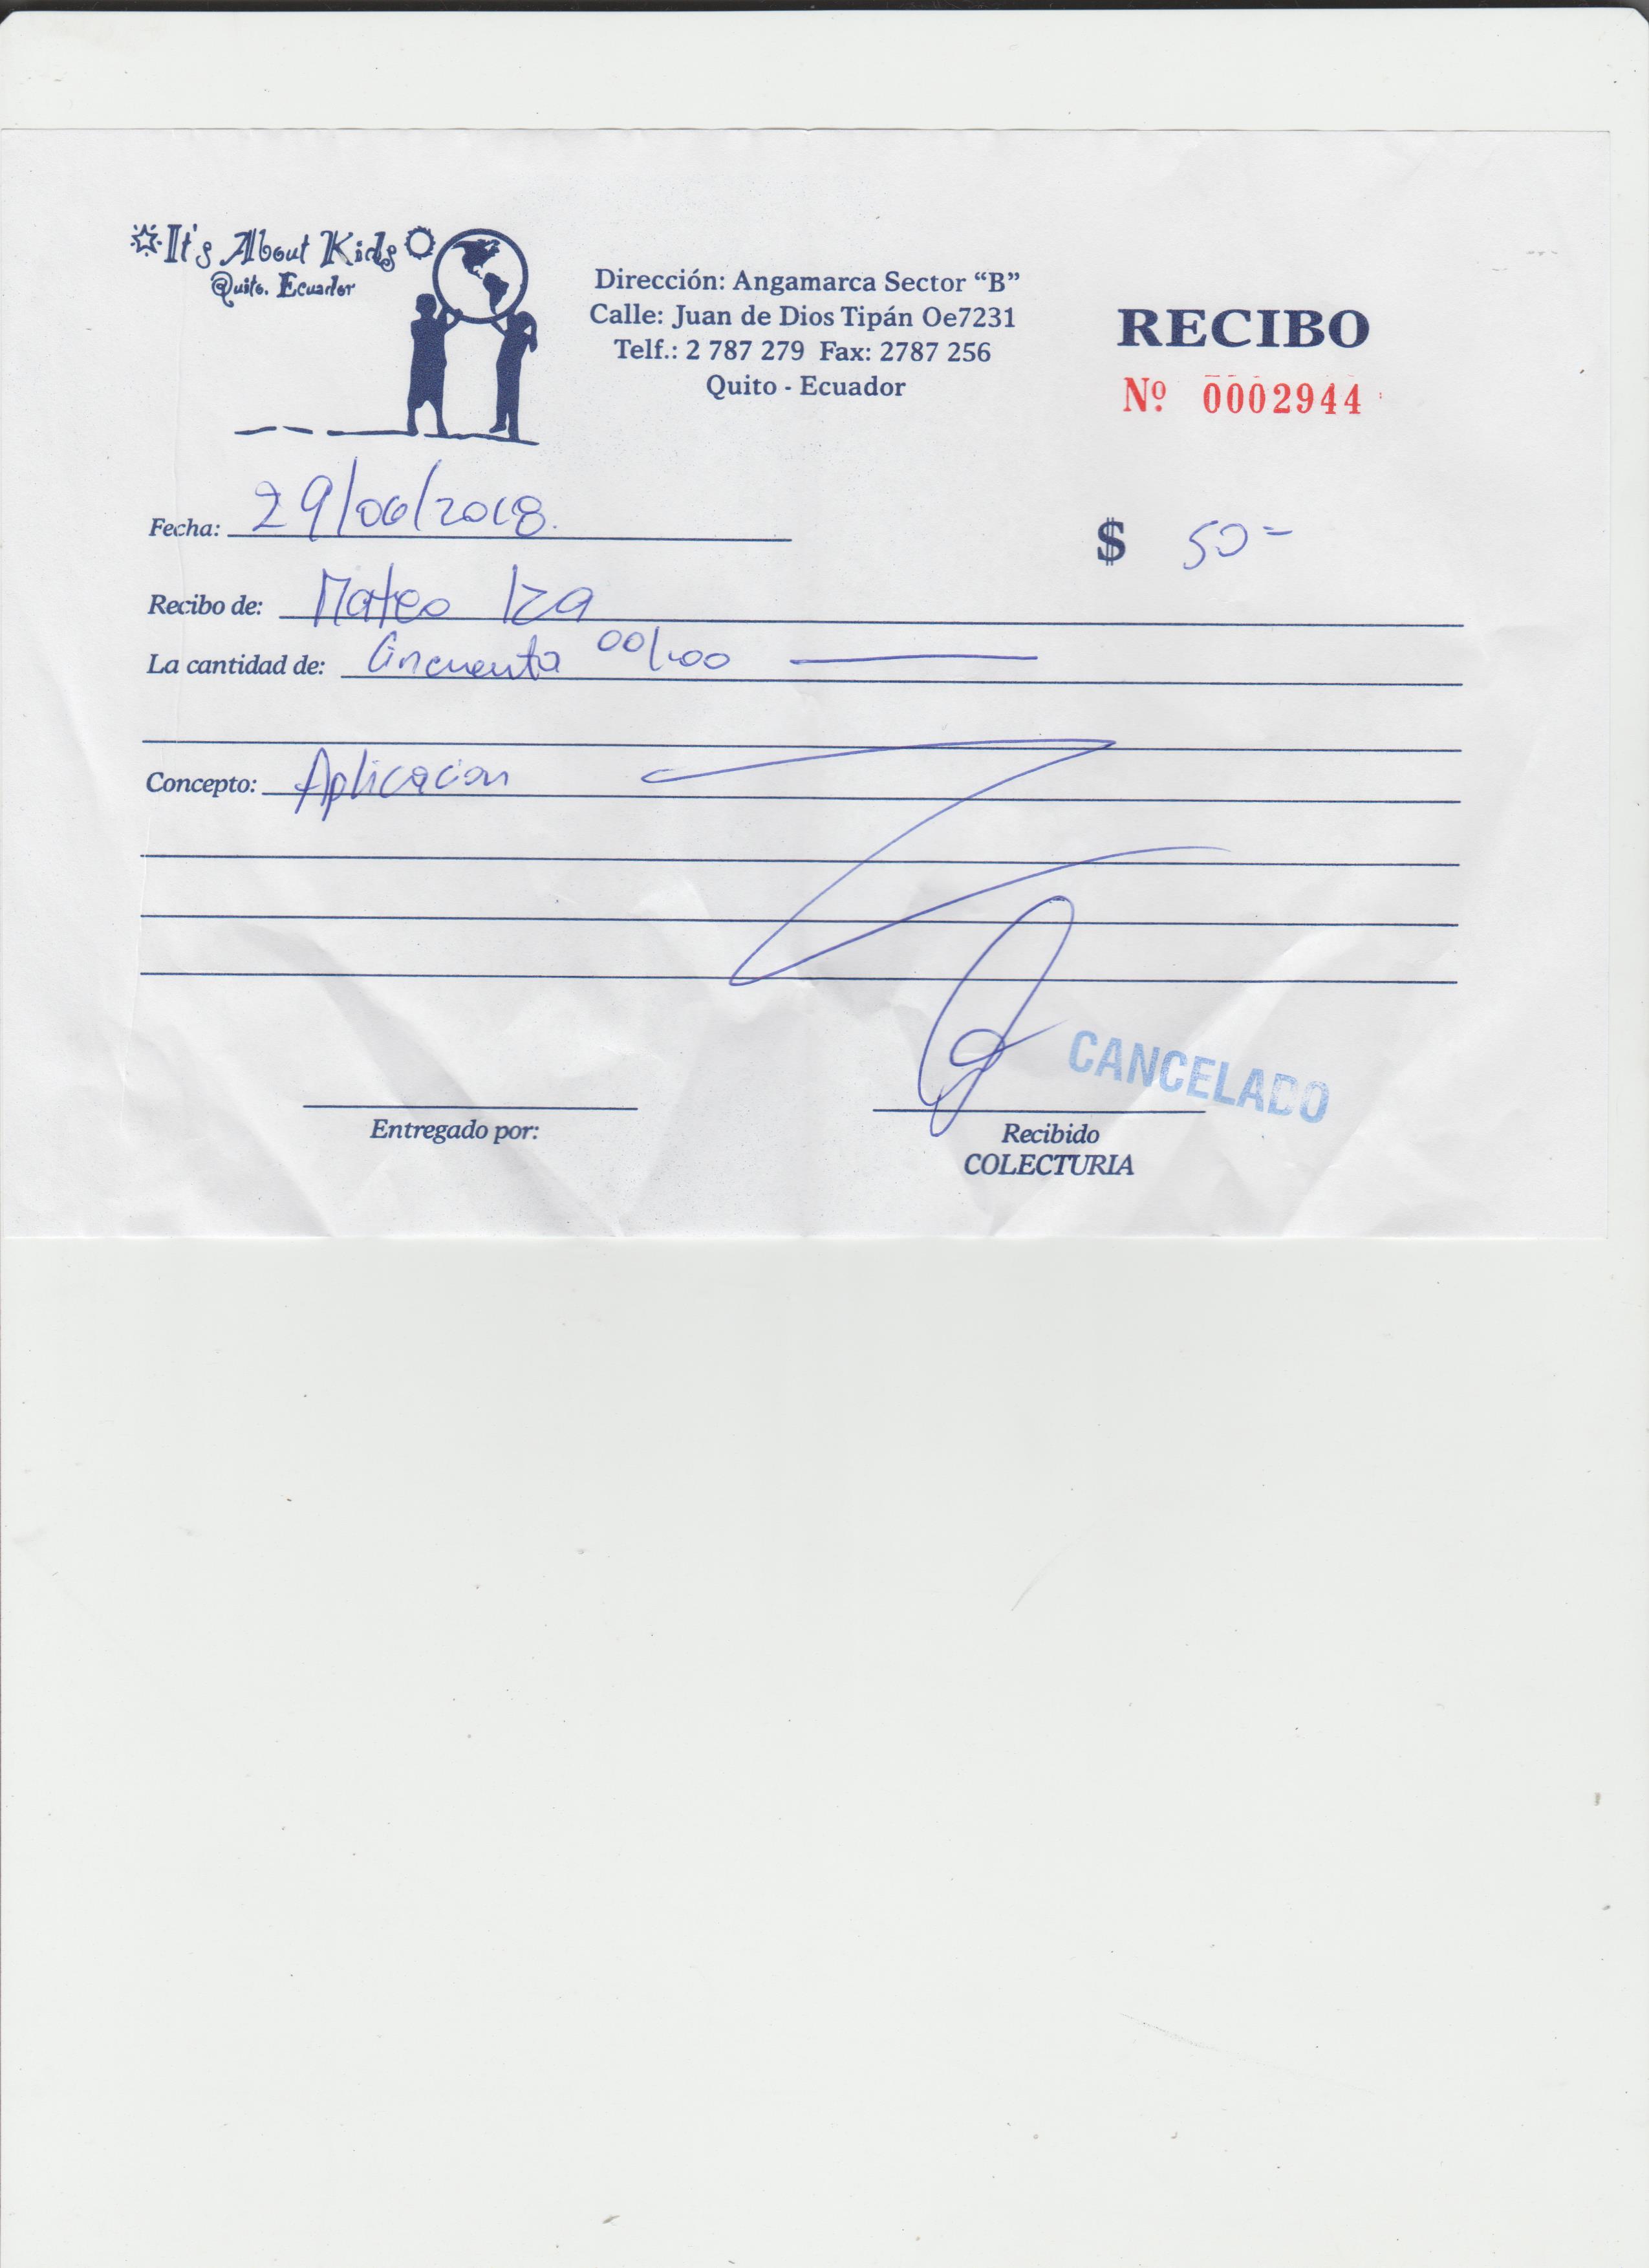 It's About Kids
Quito. Ecuador
Dirección: Angamarca Sector “B”
Calle: Juan de Dios Tipán Oe7231
Telf.: 2 787 279 Fax: 2787 256
Quito - Ecuador
RECIBO
Nº 0002944
Fecha: 29/06/2018.
$ 50=
Recibo de: Mateo Iza
La cantidad de: Cincuenta 00/100
Concepto: Aplicacion
CANCELADO
Entregado por:
Recibido
COLECTURIA